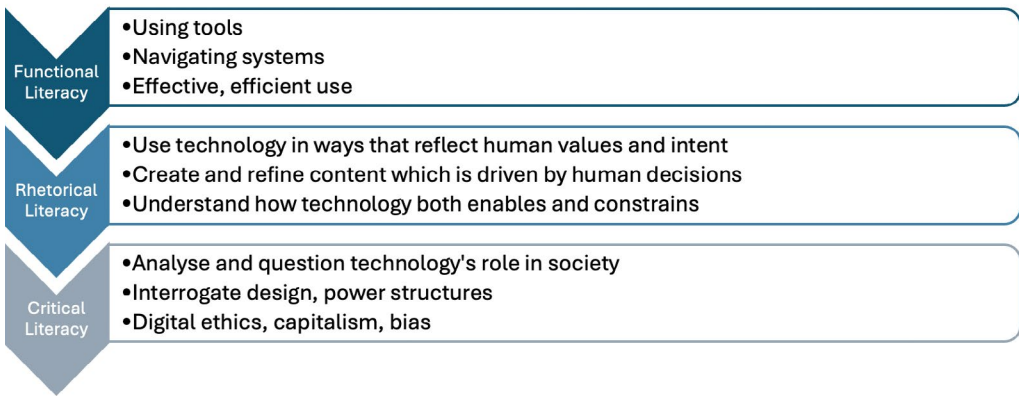 Functional
Literacy
•Using tools
•Navigating systems
•Effective, efficient use
Rhetorical
Literacy
•Use technology in ways that reflect human values and intent
•Create and refine content which is driven by human decisions
•Understand how technology both enables and constrains
Critical
Literacy
•Analyse and question technology's role in society
•Interrogate design, power structures
•Digital ethics, capitalism, bias